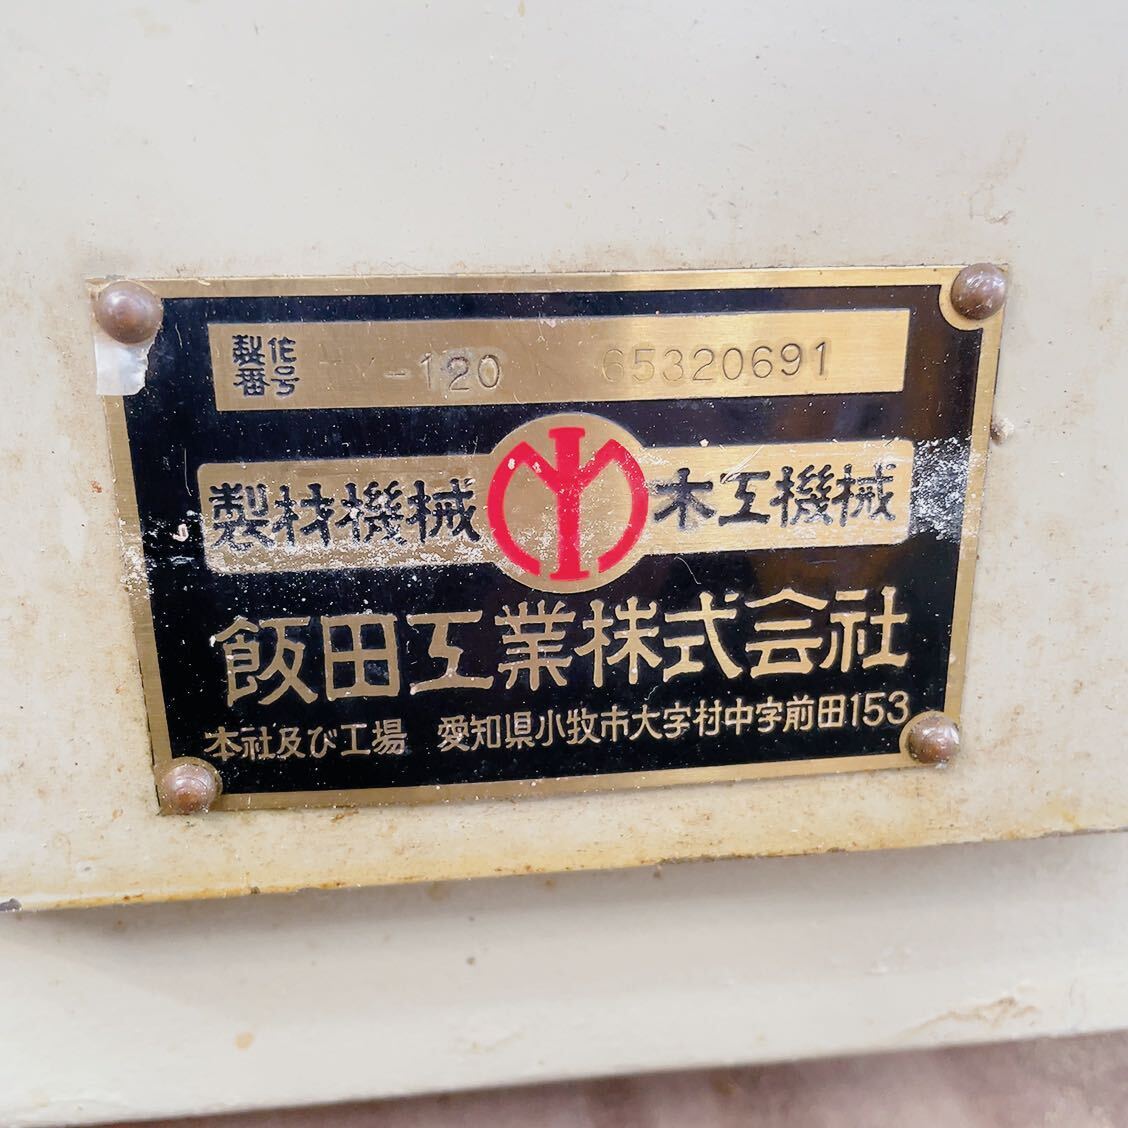 製作番号 -120 65320691
製材機械 木工機械
飯田工業株式会社
本社及び工場 愛知県小牧市大字村中字前田153